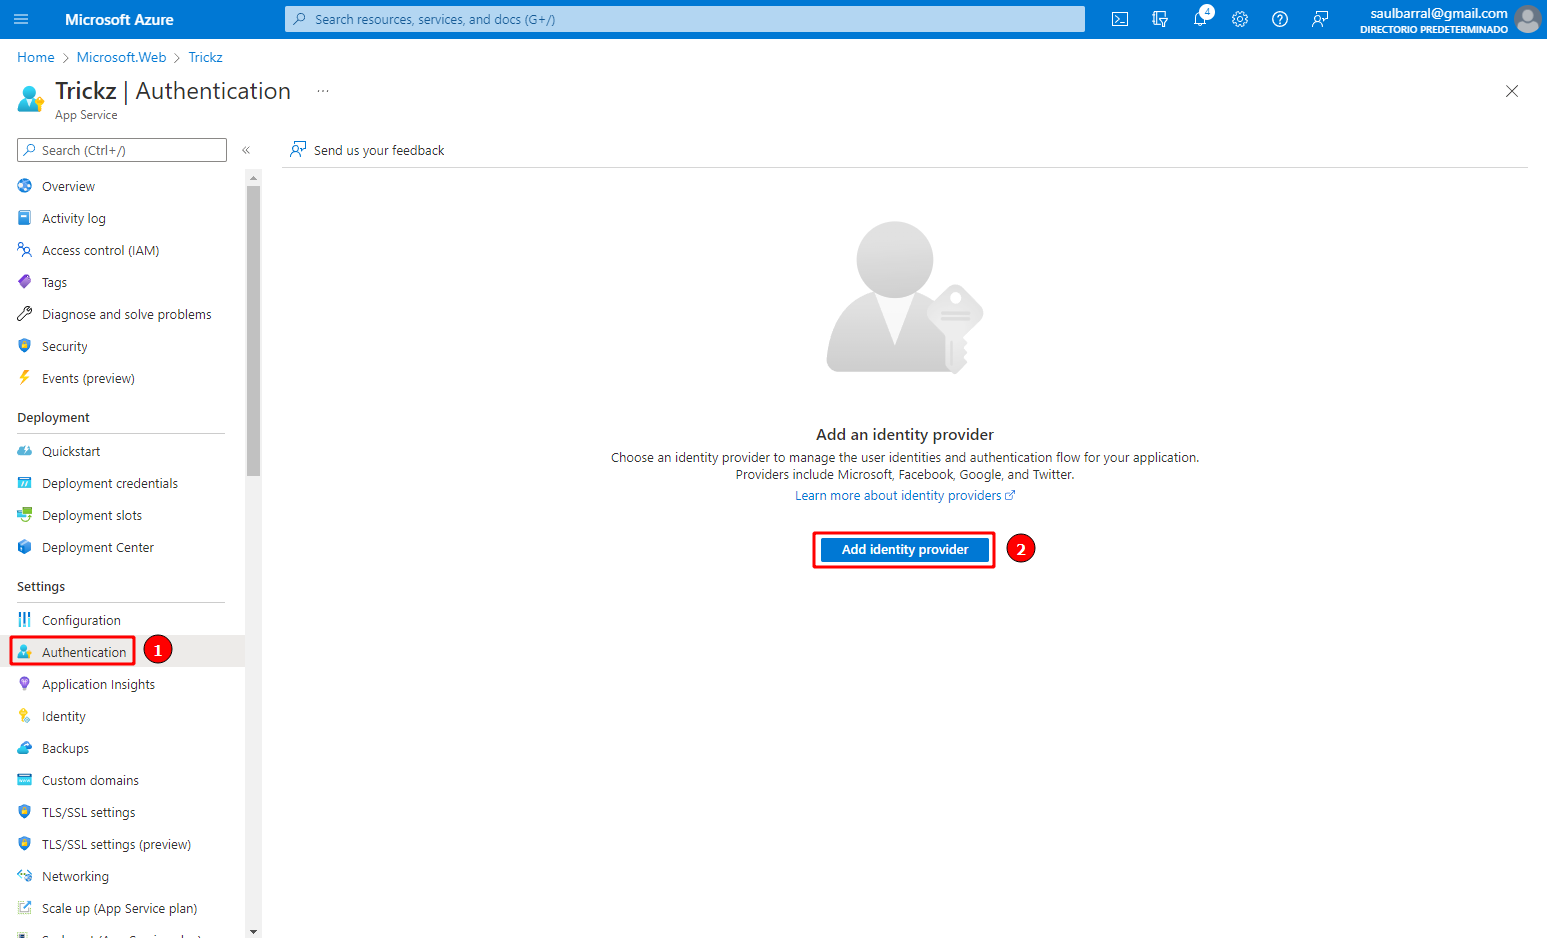 Microsoft Azure
Search resources, services, and docs (G+/)
4
saulbarral@gmail.com
DIRECTORIO PREDETERMINADO
Home > Microsoft.Web > Trickz
Trickz | Authentication ...
App Service
Search (Ctrl+/)
«
Send us your feedback
Overview
Activity log
Access control (IAM)
Tags
Diagnose and solve problems
Security
Events (preview)
Deployment
Quickstart
Deployment credentials
Deployment slots
Deployment Center
Settings
Configuration
Authentication
1
Application Insights
Identity
Backups
Custom domains
TLS/SSL settings
TLS/SSL settings (preview)
Networking
Scale up (App Service plan)
Add an identity provider
Choose an identity provider to manage the user identities and authentication flow for your application.
Providers include Microsoft, Facebook, Google, and Twitter.
Learn more about identity providers
Add identity provider
2